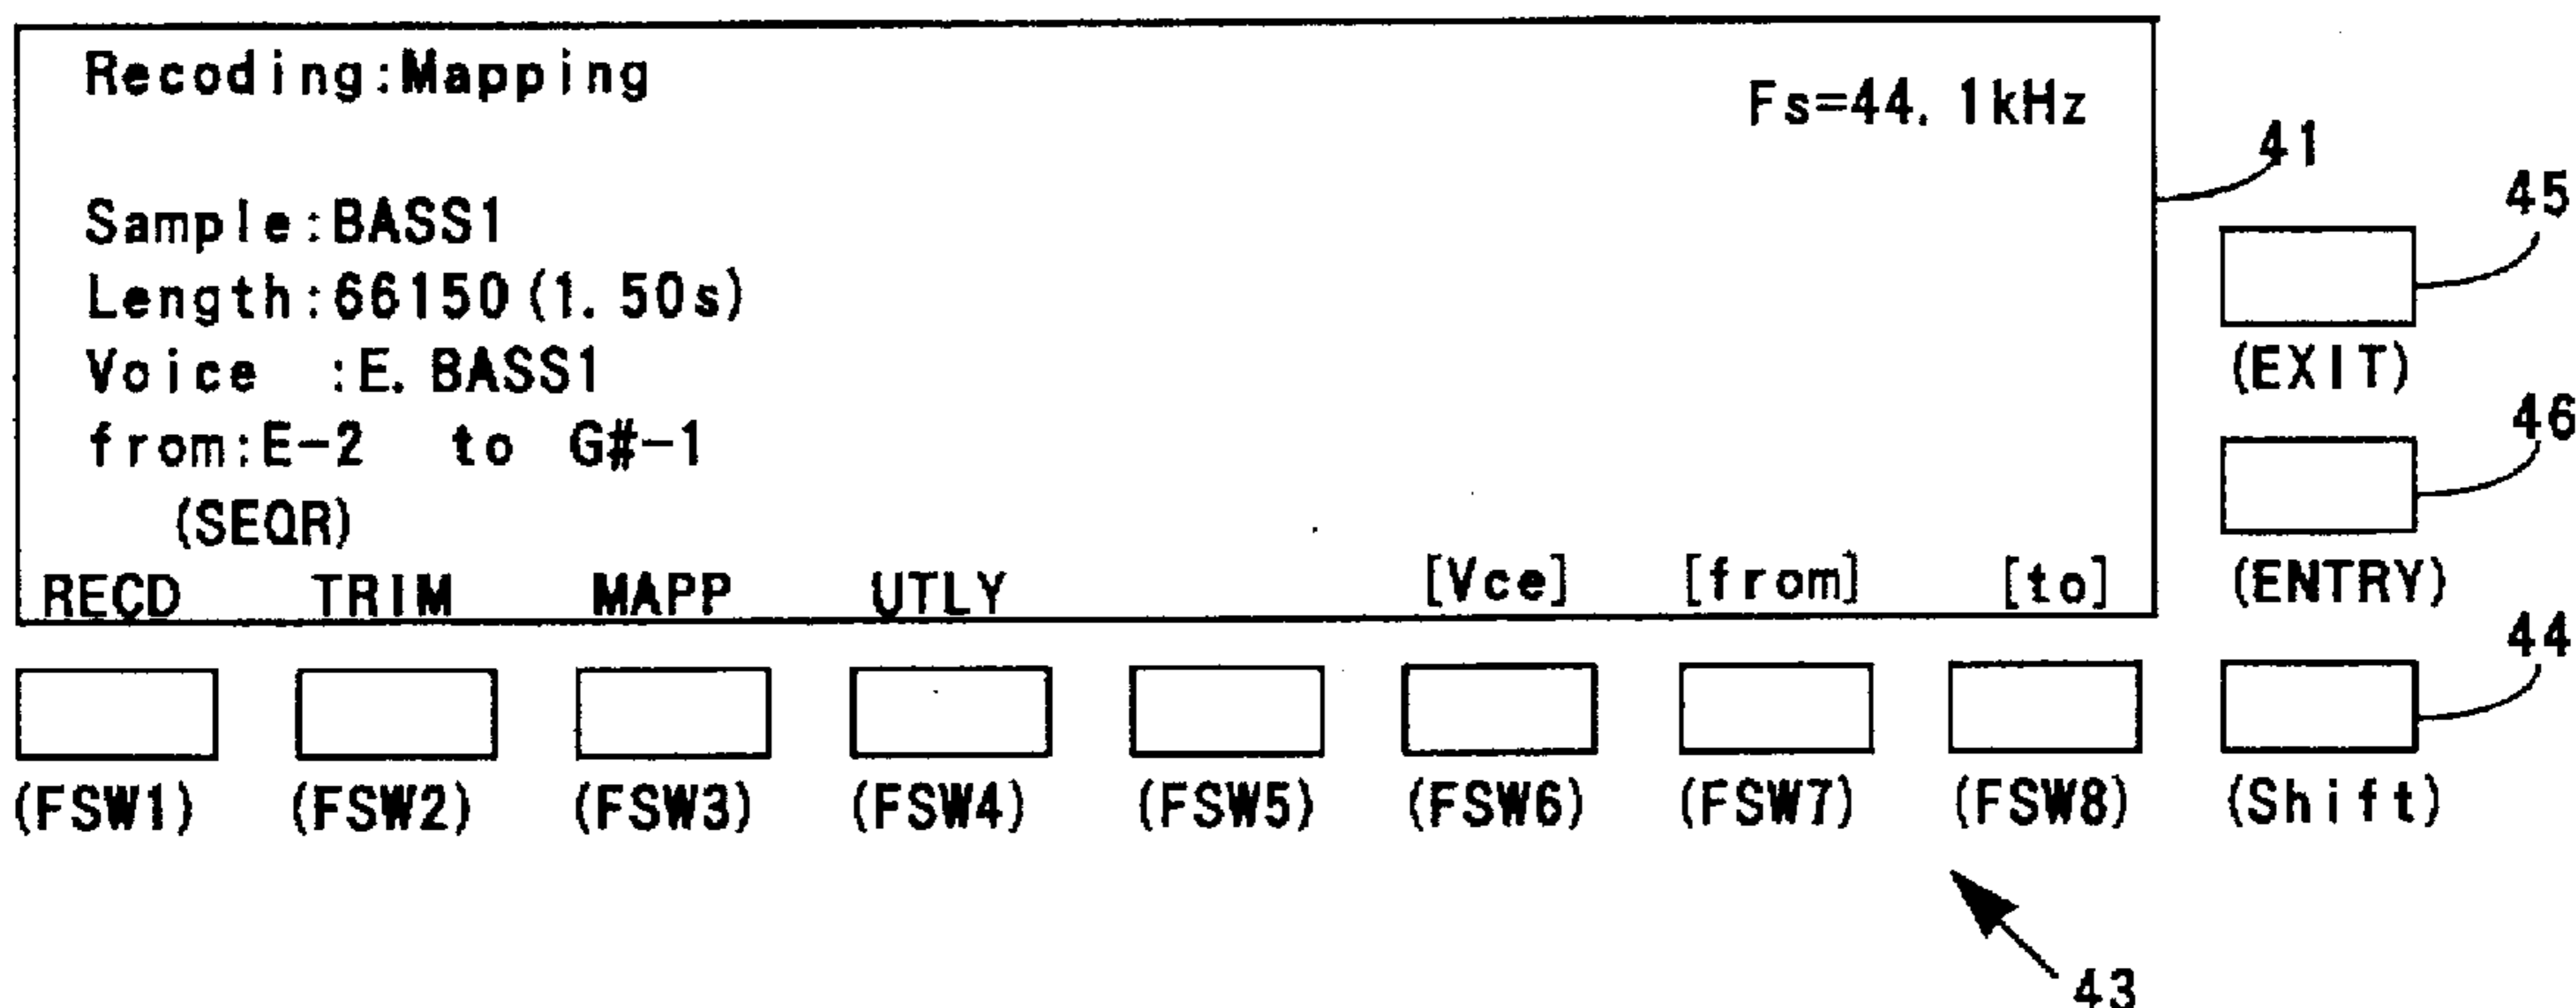 Recoding:Mapping
Fs=44.1kHz
41
45
Sample:BASS1
Length:66150(1.50s)
Voice :E.BASS1
(EXIT)
46
from:E-2 to G#-1
(SEQR)
RECD TRIM MAPP UTLY [Vce] [from] [to]
(ENTRY)
44
(FSW1) (FSW2) (FSW3) (FSW4) (FSW5) (FSW6) (FSW7) (FSW8) (Shift)
43